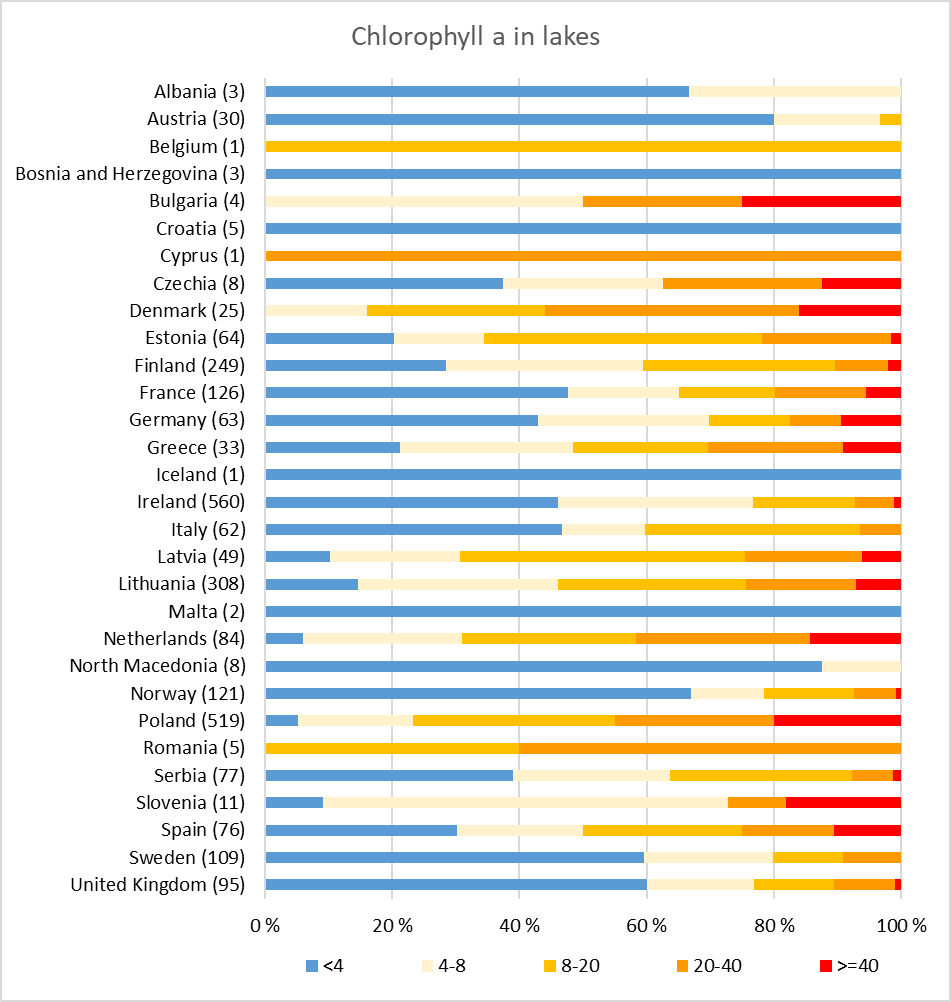 Chlorophyll a in lakes
Albania (3)
Austria (30)
Belgium (1)
Bosnia and Herzegovina (3)
Bulgaria (4)
Croatia (5)
Cyprus (1)
Czechia (8)
Denmark (25)
Estonia (64)
Finland (249)
France (126)
Germany (63)
Greece (33)
Iceland (1)
Ireland (560)
Italy (62)
Latvia (49)
Lithuania (308)
Malta (2)
Netherlands (84)
North Macedonia (8)
Norway (121)
Poland (519)
Romania (5)
Serbia (77)
Slovenia (11)
Spain (76)
Sweden (109)
United Kingdom (95)
0 % 20 % 40 % 60 % 80 % 100 %
<4 4-8 8-20 20-40 >=40